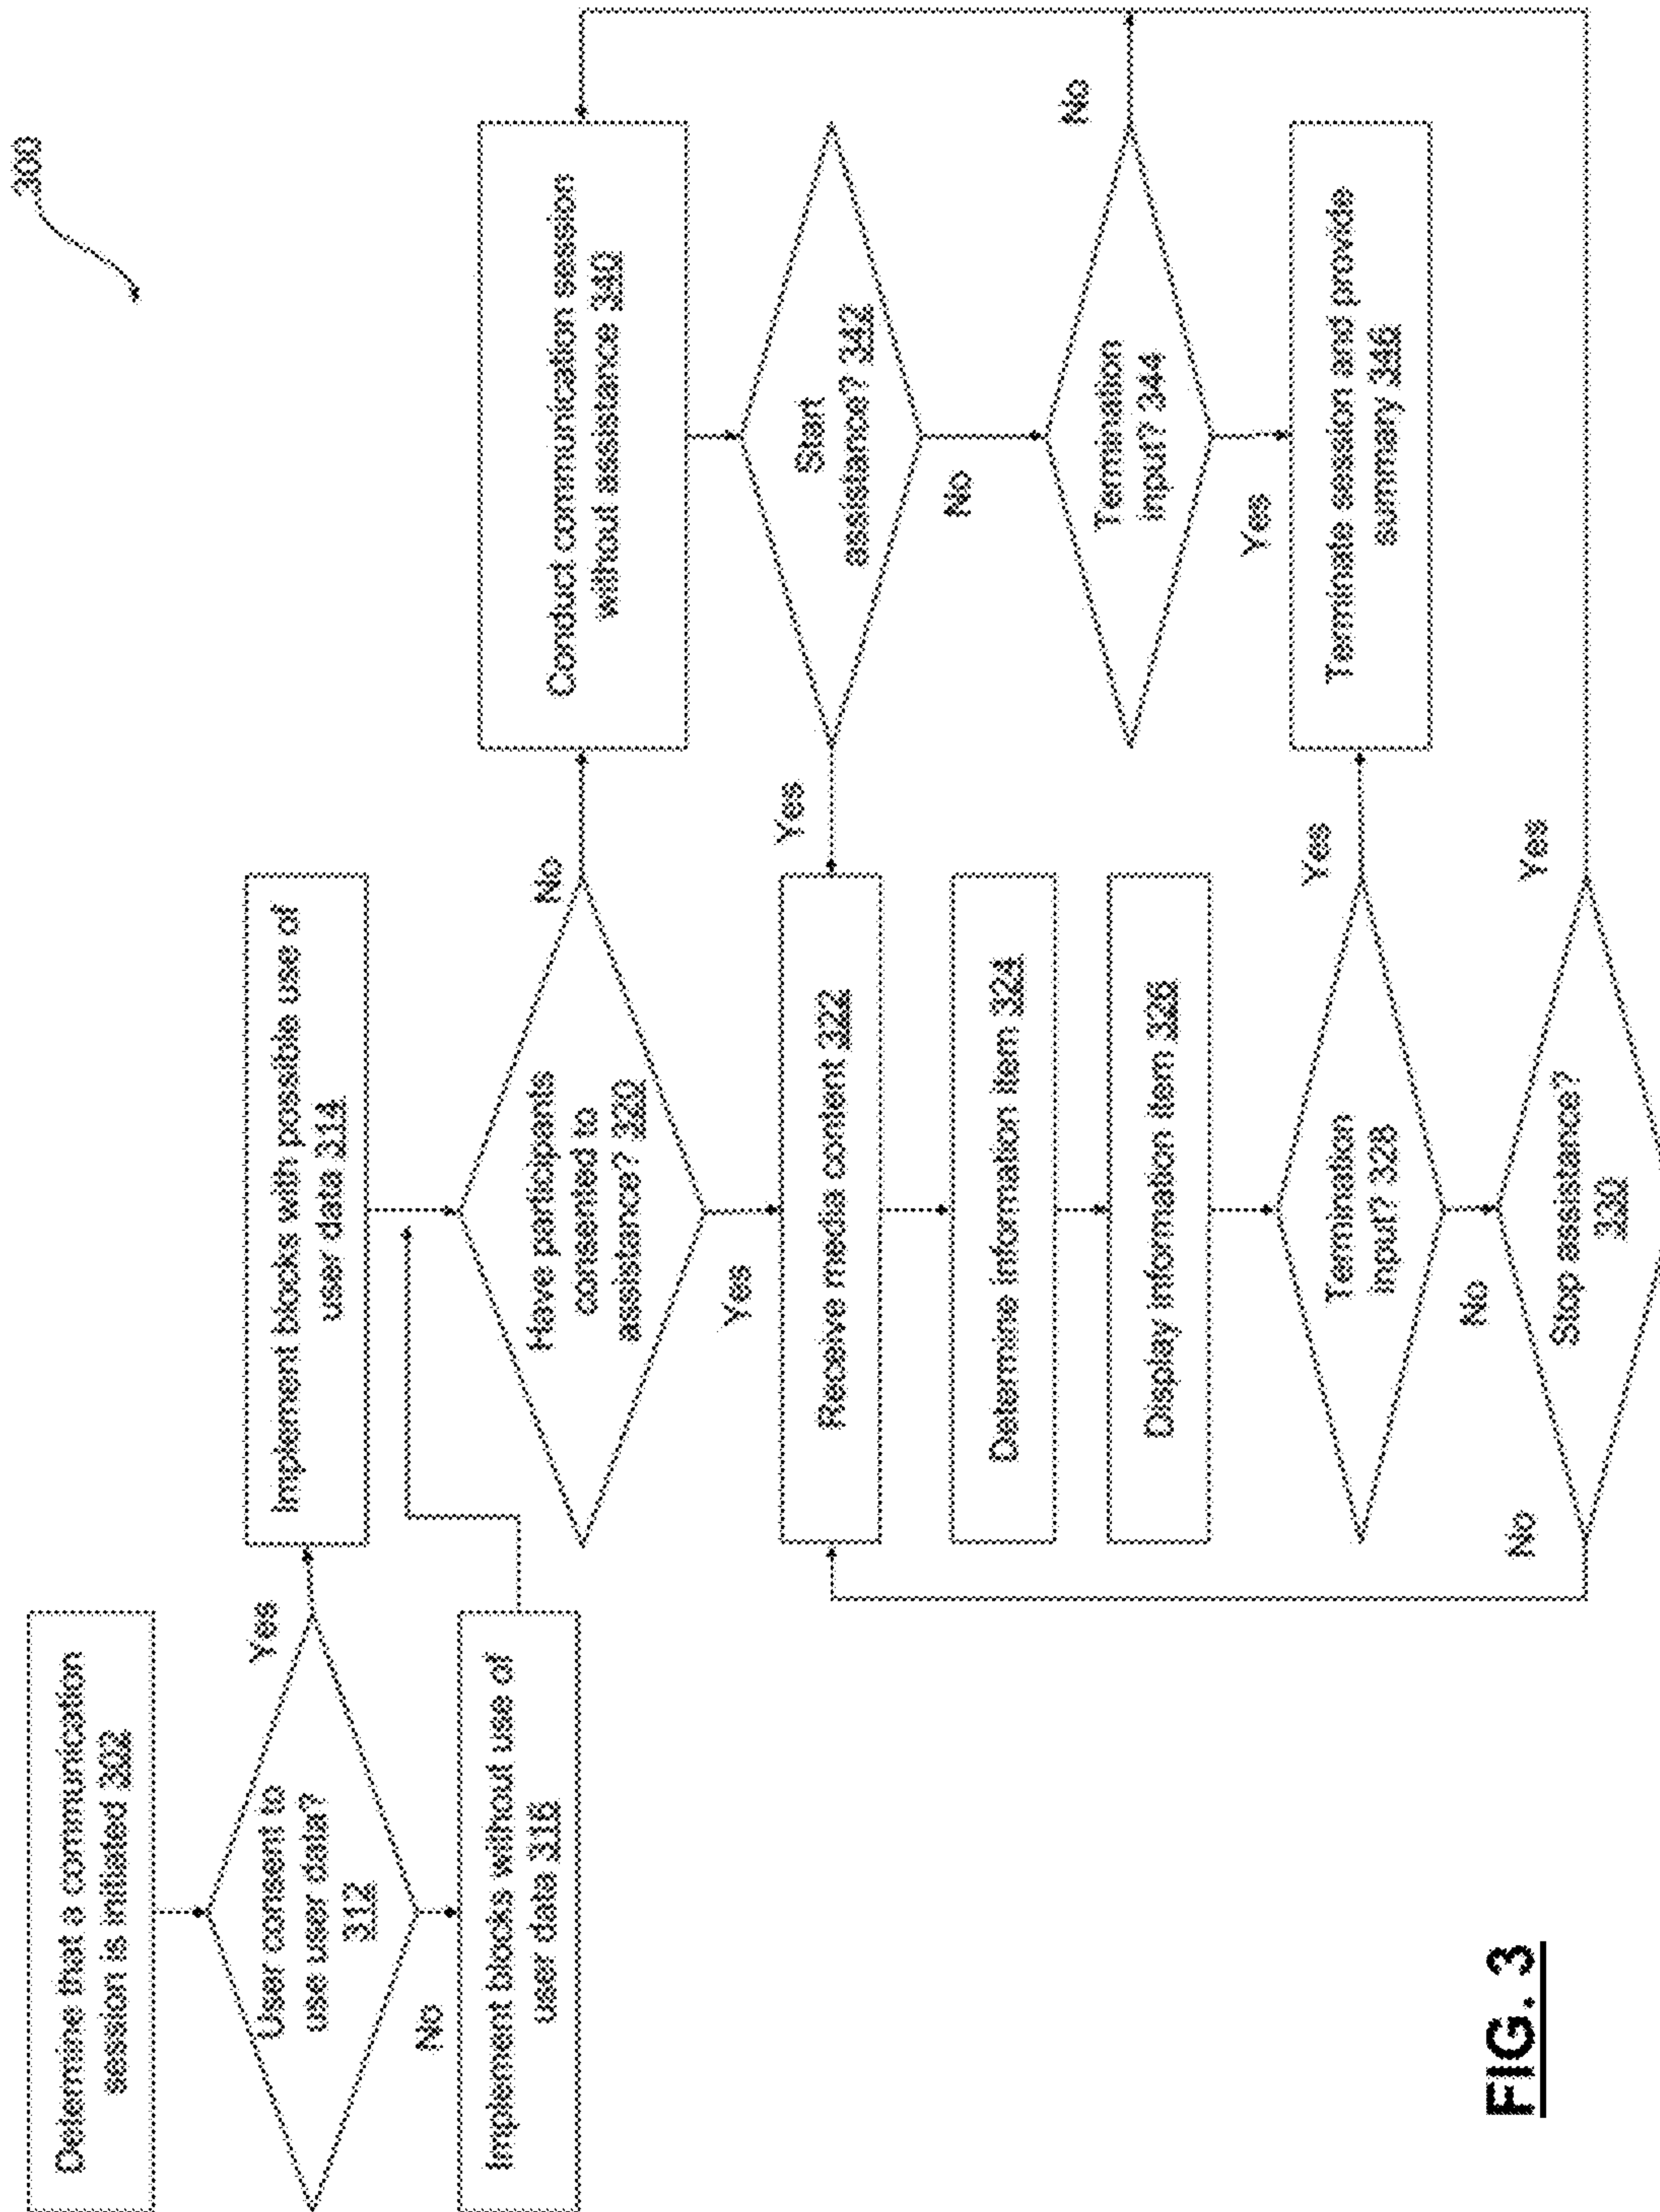 300
Determine that a communication
session is initiated 302
User consent to
use user data?
312
Yes
No
Implement blocks with possible use of
user data 314
Implement blocks without use of
user data 316
Have participants
consented to
assistance? 320
No
Yes
Receive media content 322
Determine information item 324
Display information item 326
Termination
input? 328
Yes
No
Stop assistance?
330
Yes
No
Conduct communication session
without assistance 340
Start
assistance? 342
Yes
No
Termination
input? 344
No
Yes
Terminate session and provide
summary 346
FIG. 3